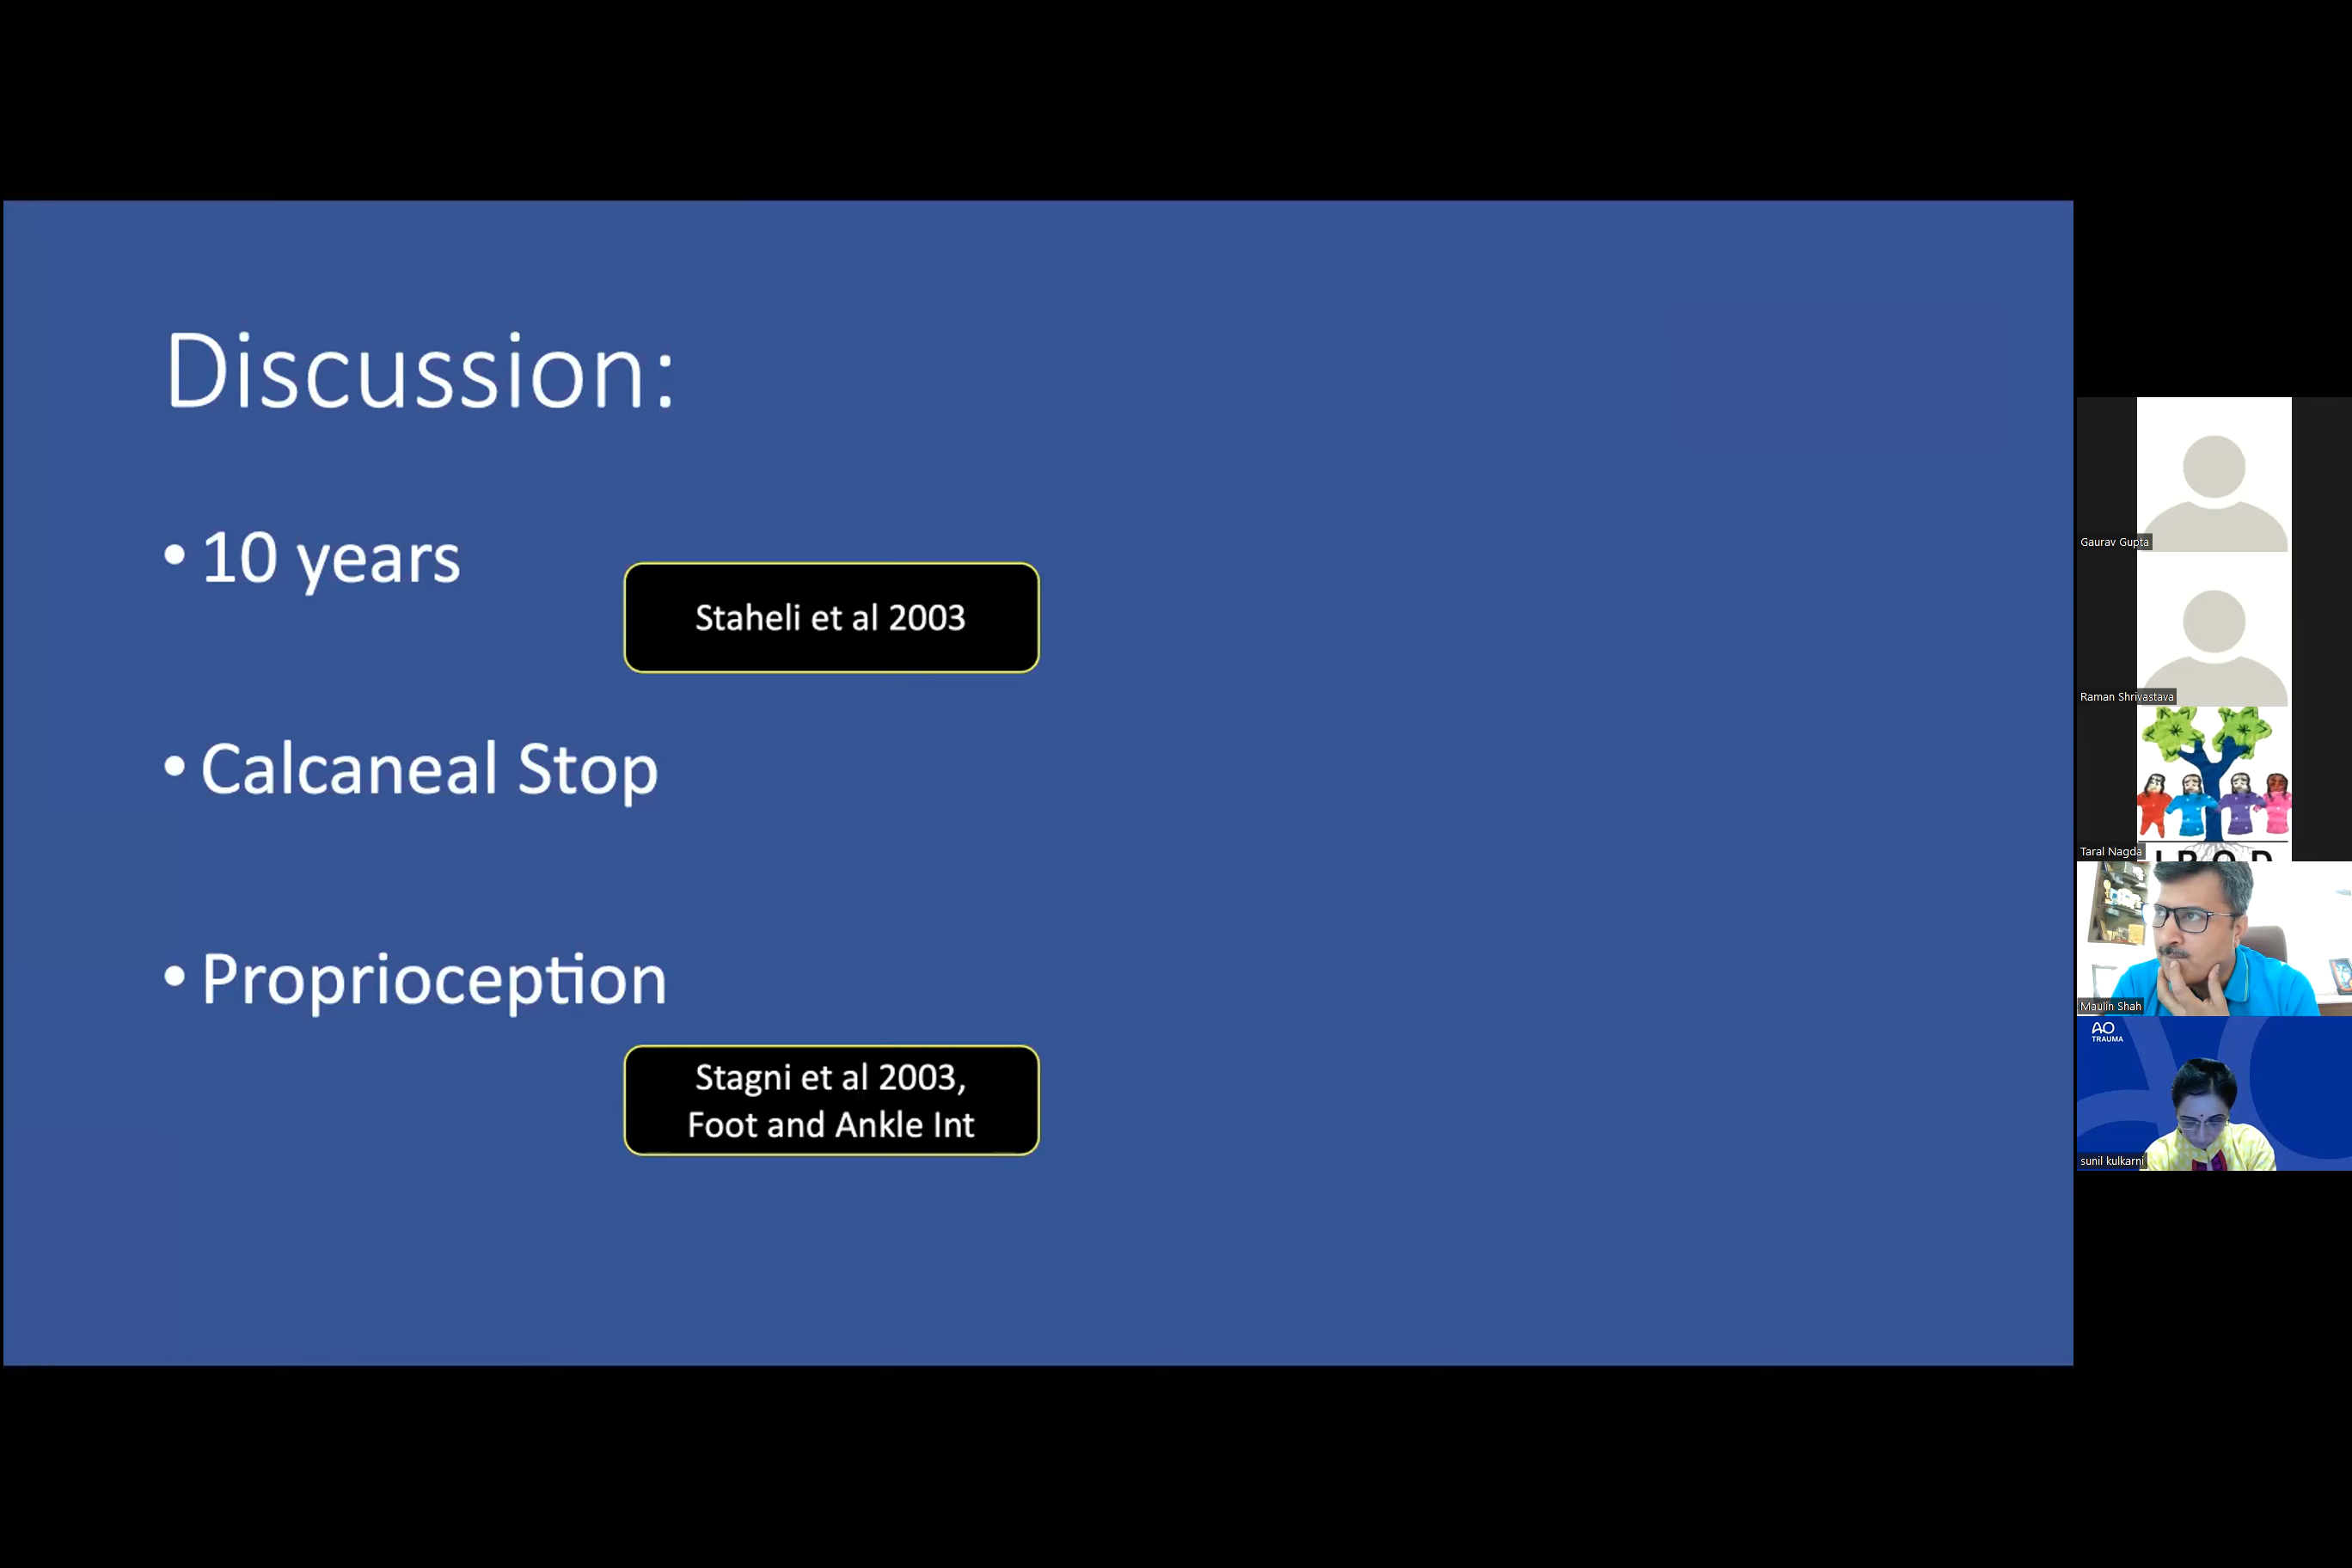 Discussion:
• 10 years
Staheli et al 2003
• Calcaneal Stop
• Proprioception
Stagni et al 2003,
Foot and Ankle Int
Gaurav Gupta
Raman Shrivastava
Taral Nagda
Maulin Shah
AO
TRAUMA
sunil kulkarni